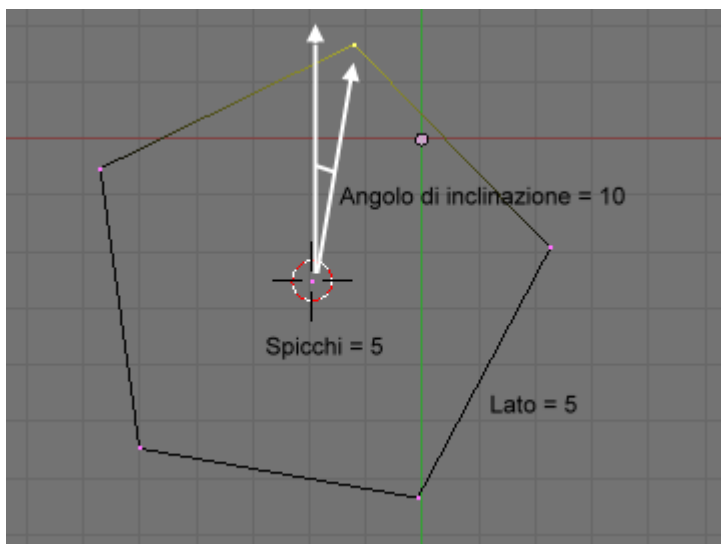 Angolo di inclinazione = 10
Spicchi = 5
Lato = 5